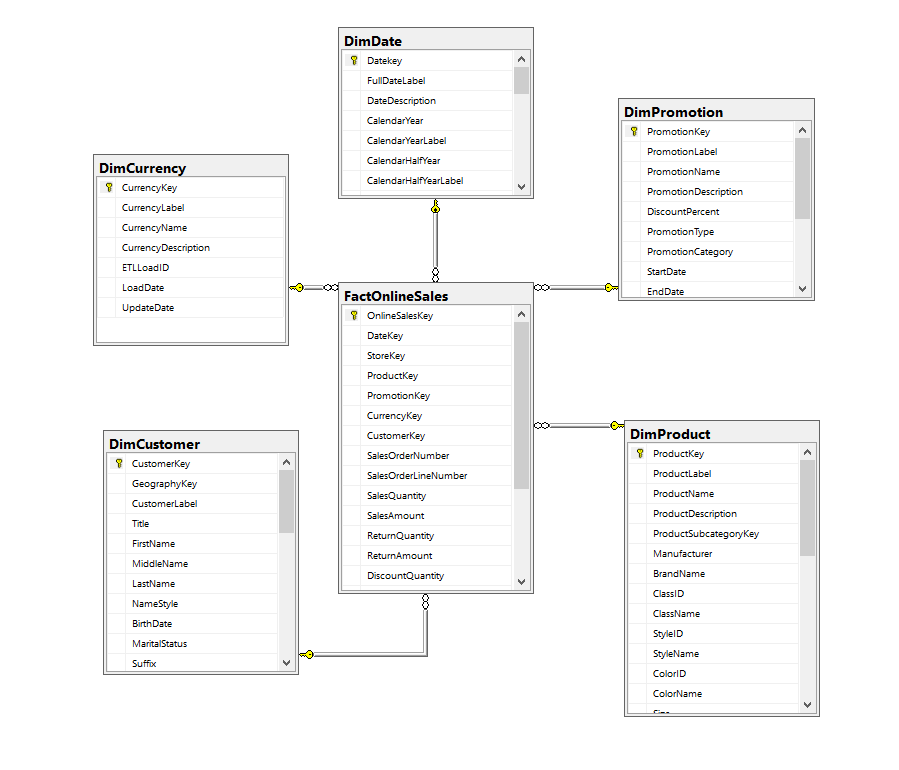 DimDate
Datekey
FullDateLabel
DateDescription
CalendarYear
CalendarYearLabel
CalendarHalfYear
CalendarHalfYearLabel
DimPromotion
PromotionKey
PromotionLabel
PromotionName
PromotionDescription
DiscountPercent
PromotionType
PromotionCategory
StartDate
EndDate
DimCurrency
CurrencyKey
CurrencyLabel
CurrencyName
CurrencyDescription
ETLLoadID
LoadDate
UpdateDate
FactOnlineSales
OnlineSalesKey
DateKey
StoreKey
ProductKey
PromotionKey
CurrencyKey
CustomerKey
SalesOrderNumber
SalesOrderLineNumber
SalesQuantity
SalesAmount
ReturnQuantity
ReturnAmount
DiscountQuantity
DimCustomer
CustomerKey
GeographyKey
CustomerLabel
Title
FirstName
MiddleName
LastName
NameStyle
BirthDate
MaritalStatus
Suffix
DimProduct
ProductKey
ProductLabel
ProductName
ProductDescription
ProductSubcategoryKey
Manufacturer
BrandName
ClassID
ClassName
StyleID
StyleName
ColorID
ColorName